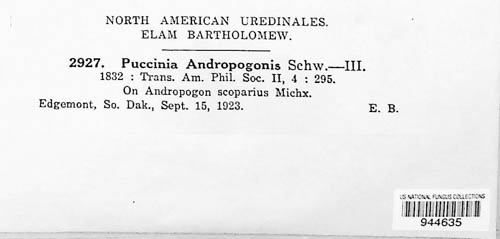 NORTH AMERICAN UREDINALES.
ELAM BARTHOLOMEW.
2927. Puccinia Andropogonis Schw.—III.
1832 : Trans. Am. Phil. Soc. II, 4 : 295.
On Andropogon scoparius Michx.
Edgemont, So. Dak., Sept. 15, 1923. E. B.
US NATIONAL FUNGUS COLLECTIONS
944635